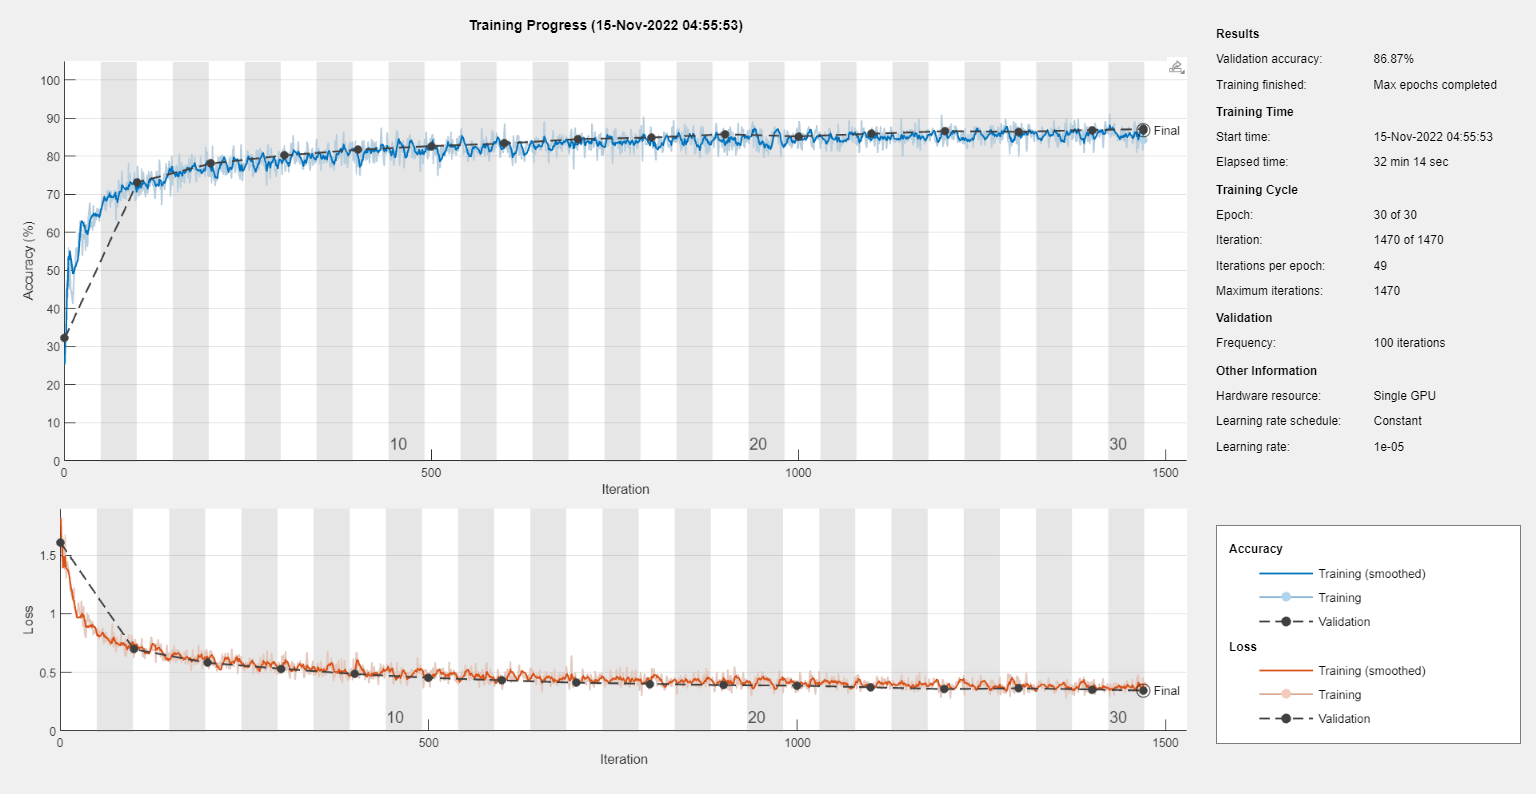 Training Progress (15-Nov-2022 04:55:53)
100
90
80
70
60
50
40
30
20
10
0
Accuracy (%)
Final
10
20
30
0
500
1000
1500
Iteration
1.5
1
0.5
0
Loss
Final
10
20
30
0
500
1000
1500
Iteration
Results
Validation accuracy: 86.87%
Training finished: Max epochs completed
Training Time
Start time: 15-Nov-2022 04:55:53
Elapsed time: 32 min 14 sec
Training Cycle
Epoch: 30 of 30
Iteration: 1470 of 1470
Iterations per epoch: 49
Maximum iterations: 1470
Validation
Frequency: 100 iterations
Other Information
Hardware resource: Single GPU
Learning rate schedule: Constant
Learning rate: 1e-05
Accuracy
Training (smoothed)
Training
Validation
Loss
Training (smoothed)
Training
Validation